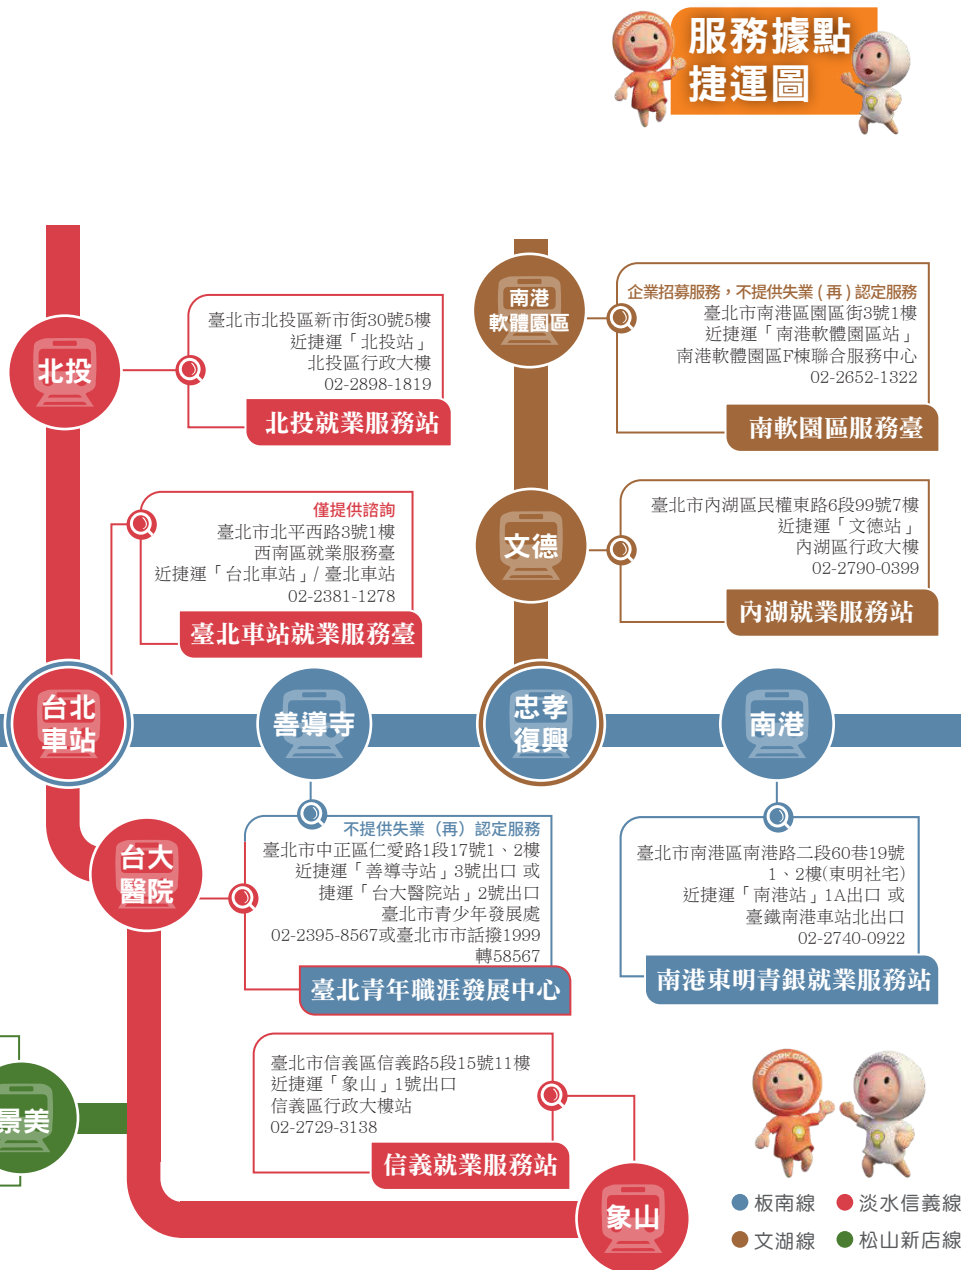 服務據點
捷運圖
北投
臺北市北投區新市街30號5樓
近捷運「北投站」
北投區行政大樓
02-2898-1819
北投就業服務站
南港
軟體園區
企業招募服務，不提供失業(再)認定服務
臺北市南港區園區街3號1樓
近捷運「南港軟體園區站」
南港軟體園區F棟聯合服務中心
02-2652-1322
南軟園區服務臺
僅提供諮詢
臺北市北平西路3號1樓
西南區就業服務臺
近捷運「台北車站」/ 臺北車站
02-2381-1278
臺北車站就業服務臺
文德
臺北市內湖區民權東路6段99號7樓
近捷運「文德站」
內湖區行政大樓
02-2790-0399
內湖就業服務站
台北
車站
善導寺
忠孝
復興
南港
台大
醫院
不提供失業（再）認定服務
臺北市中正區仁愛路1段17號1、2樓
近捷運「善導寺站」3號出口 或
捷運「台大醫院站」2號出口
臺北市青少年發展處
02-2395-8567或臺北市市話撥1999
轉58567
臺北青年職涯發展中心
臺北市南港區南港路二段60巷19號
1、2樓(東明社宅)
近捷運「南港站」1A出口 或
臺鐵南港車站北出口
02-2740-0922
南港東明青銀就業服務站
景美
臺北市信義區信義路5段15號11樓
近捷運「象山」1號出口
信義區行政大樓站
02-2729-3138
信義就業服務站
象山
板南線
淡水信義線
文湖線
松山新店線